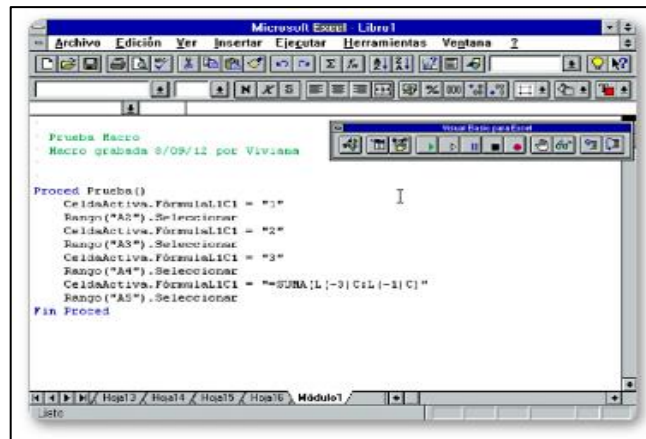 Microsoft Excel - Libro1
Archivo Edición Ver Insertar Ejecutar Herramientas Ventana ?
N X S
Visual Basic para Excel
Prueba Macro
Macro grabada 8/09/12 por Viviana
Proced Prueba()
CeldaActiva.FórmulaL1C1 = "1"
Rango("A2").Seleccionar
CeldaActiva.FórmulaL1C1 = "2"
Rango("A3").Seleccionar
CeldaActiva.FórmulaL1C1 = "3"
Rango("A4").Seleccionar
CeldaActiva.FórmulaL1C1 = "=SUMA(L(-3)C:L(-1)C)"
Rango("A5").Seleccionar
Fin Proced
Hoja13 / Hoja14 / Hoja15 / Hoja16 / Módulo1
Listo